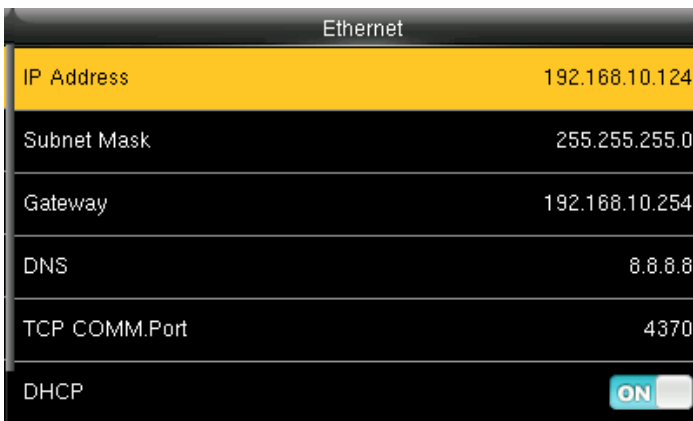 Ethernet
IP Address 192.168.10.124
Subnet Mask 255.255.255.0
Gateway 192.168.10.254
DNS 8.8.8.8
TCP COMM.Port 4370
DHCP ON